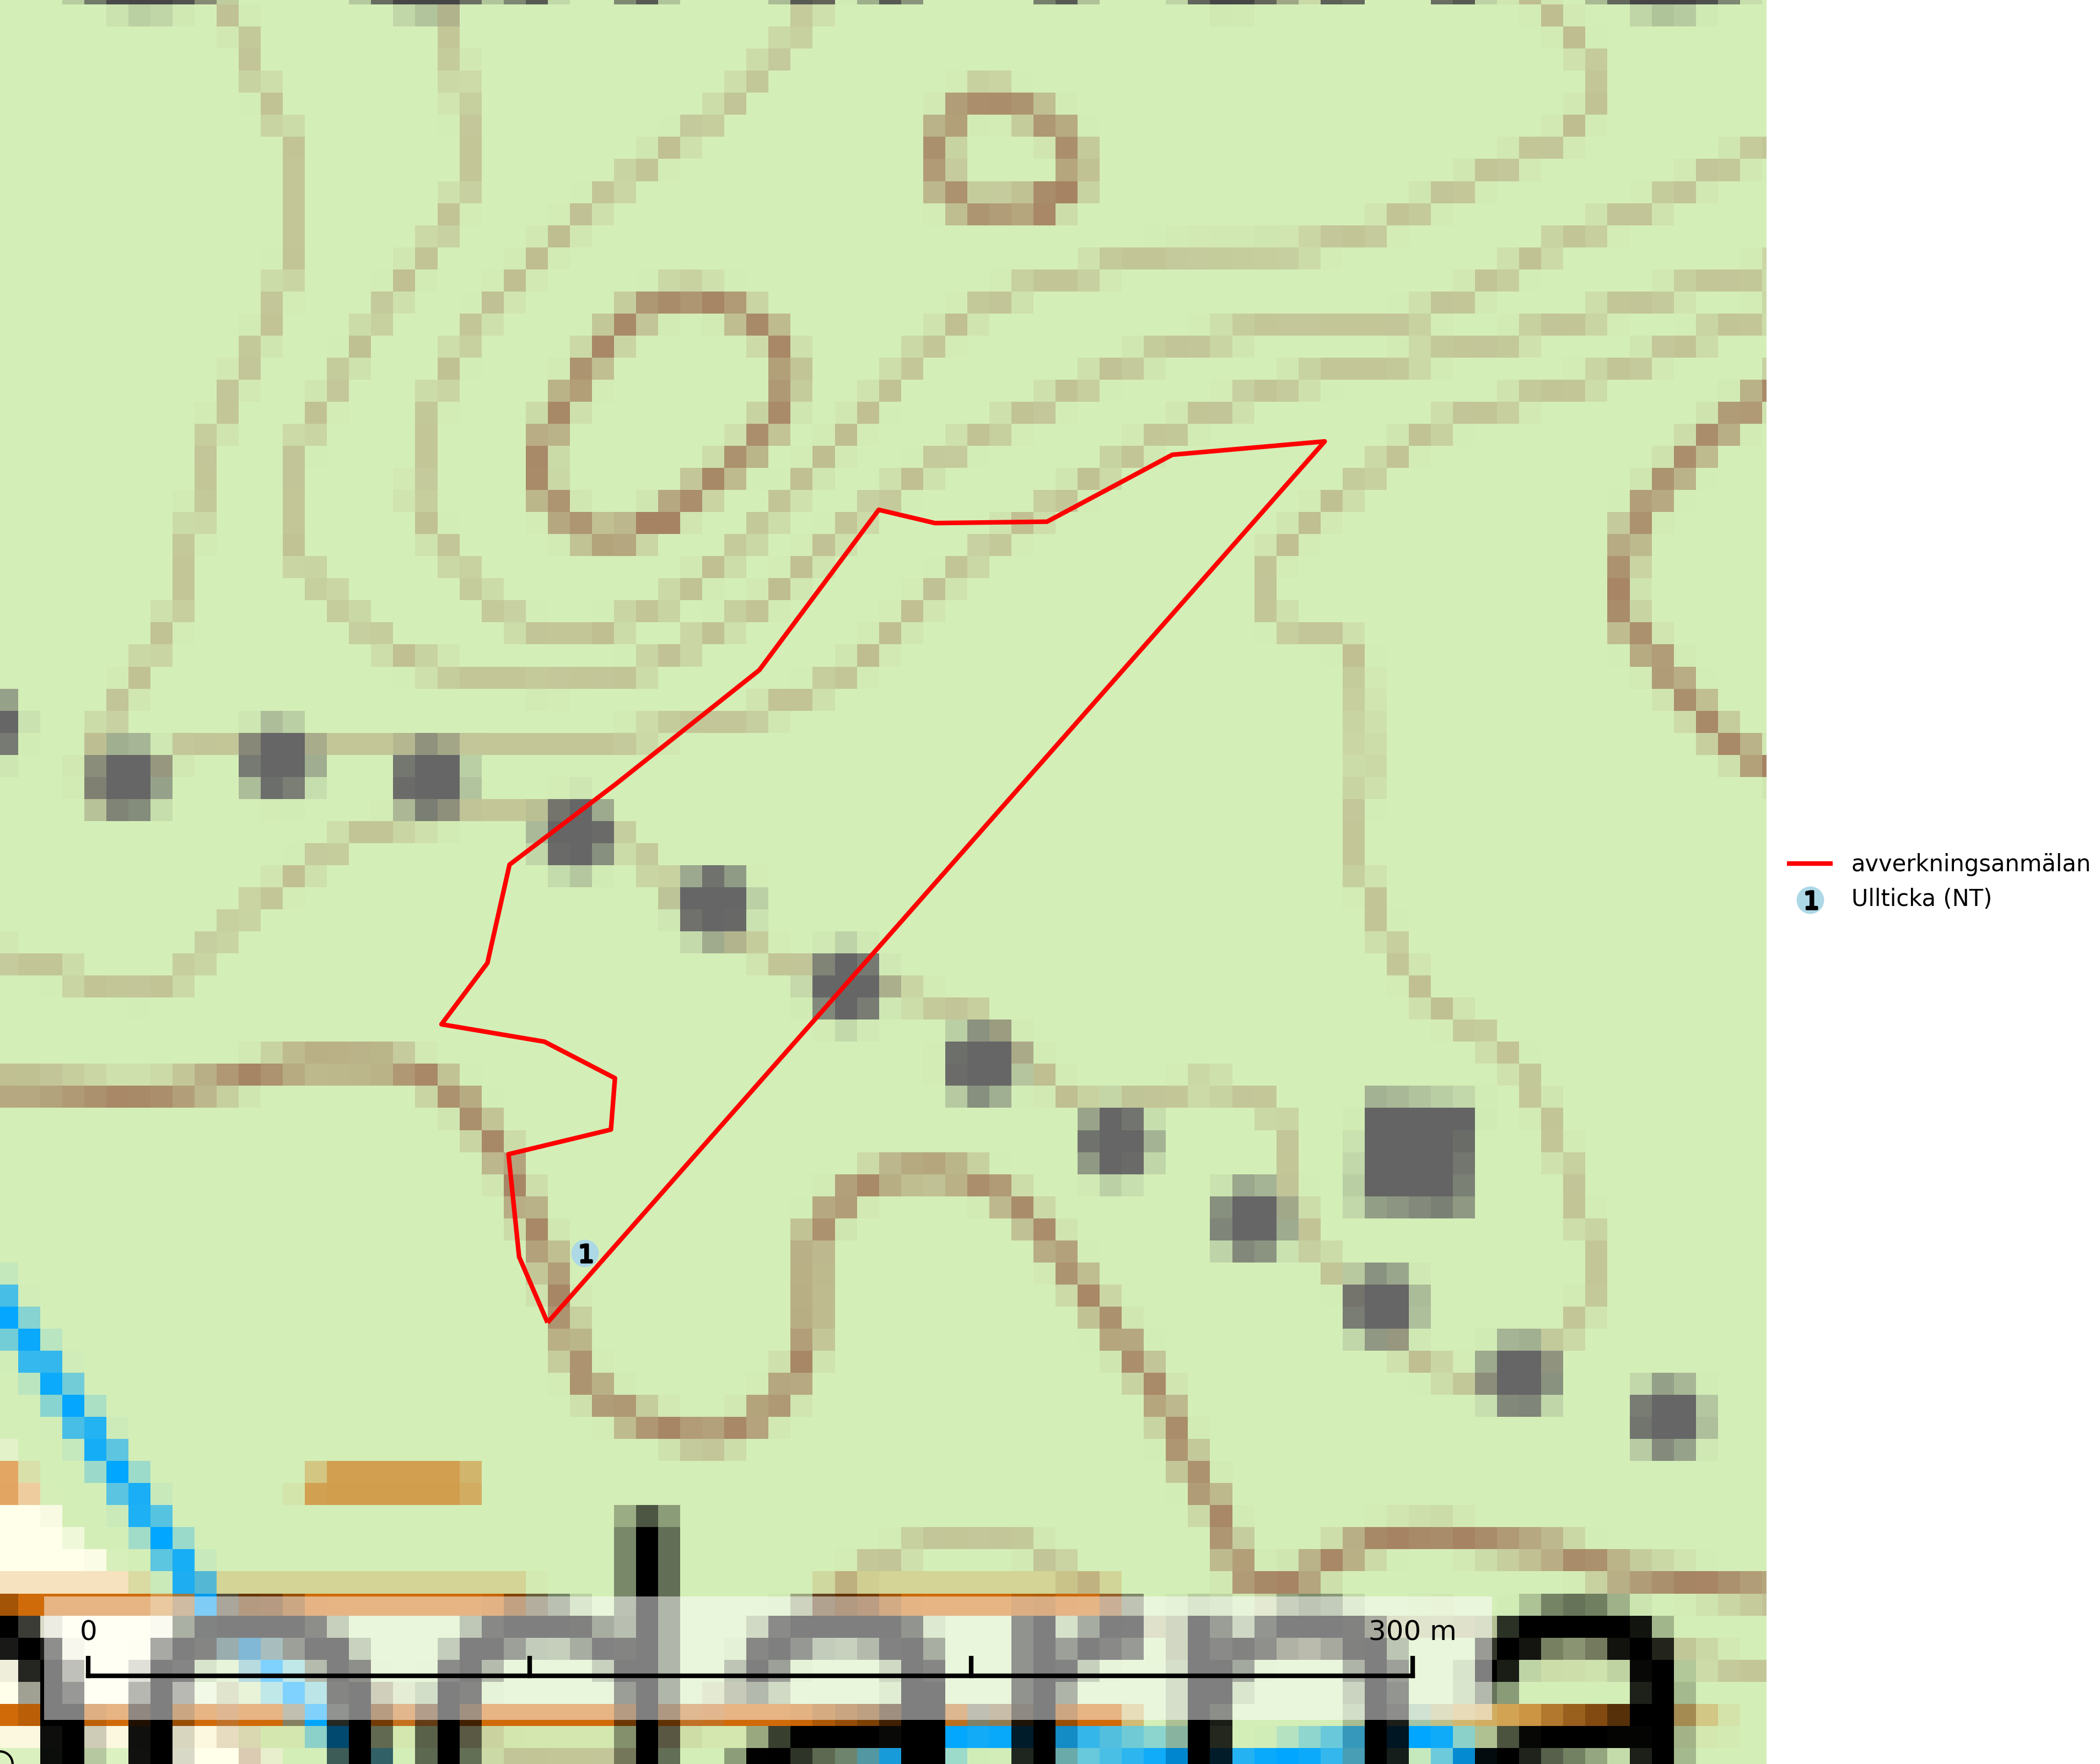 avverkningsanmälan
1 Ullticka (NT)
1
0 300 m